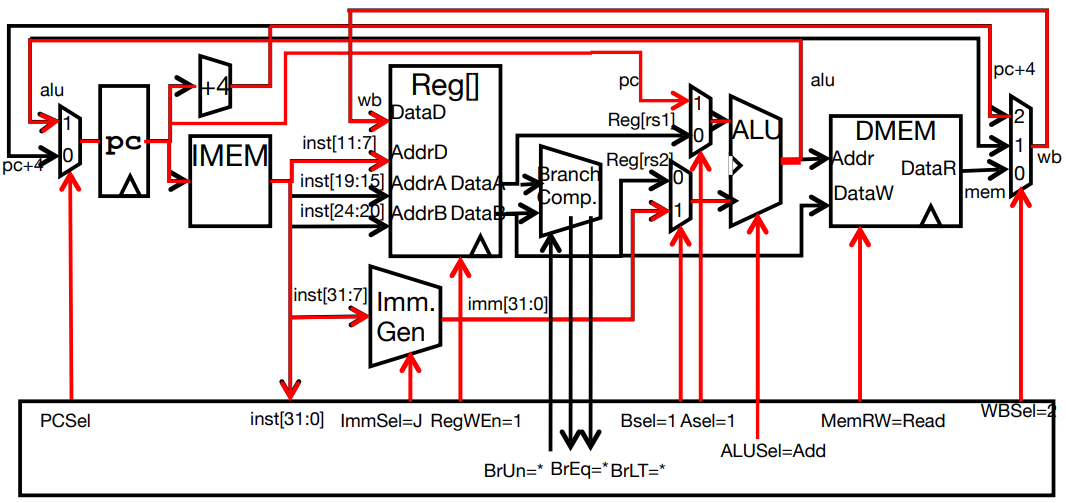 alu
pc+4
1
0
pc
+4
IMEM
wb
Reg[]
DataD
inst[11:7]
AddrD
inst[19:15]
AddrA DataA
inst[24:20]
AddrB DataB
inst[31:7]
Imm.
Gen
imm[31:0]
Branch
Comp.
pc
Reg[rs1]
1
0
Reg[rs2]
0
1
ALU
alu
DMEM
Addr
DataR
DataW
mem
pc+4
2
1
0
wb
PCSel
inst[31:0]
ImmSel=J
RegWEn=1
BrUn=*
BrEq=*
BrLT=*
Bsel=1
Asel=1
ALUSel=Add
MemRW=Read
WBSel=2